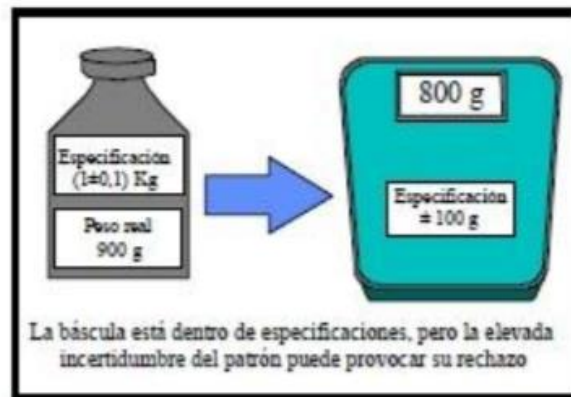 Especificación
(1±0,1) Kg
Peso real
900 g
800 g
Especificación
± 100 g
La báscula está dentro de especificaciones, pero la elevada
incertidumbre del patrón puede provocar su rechazo